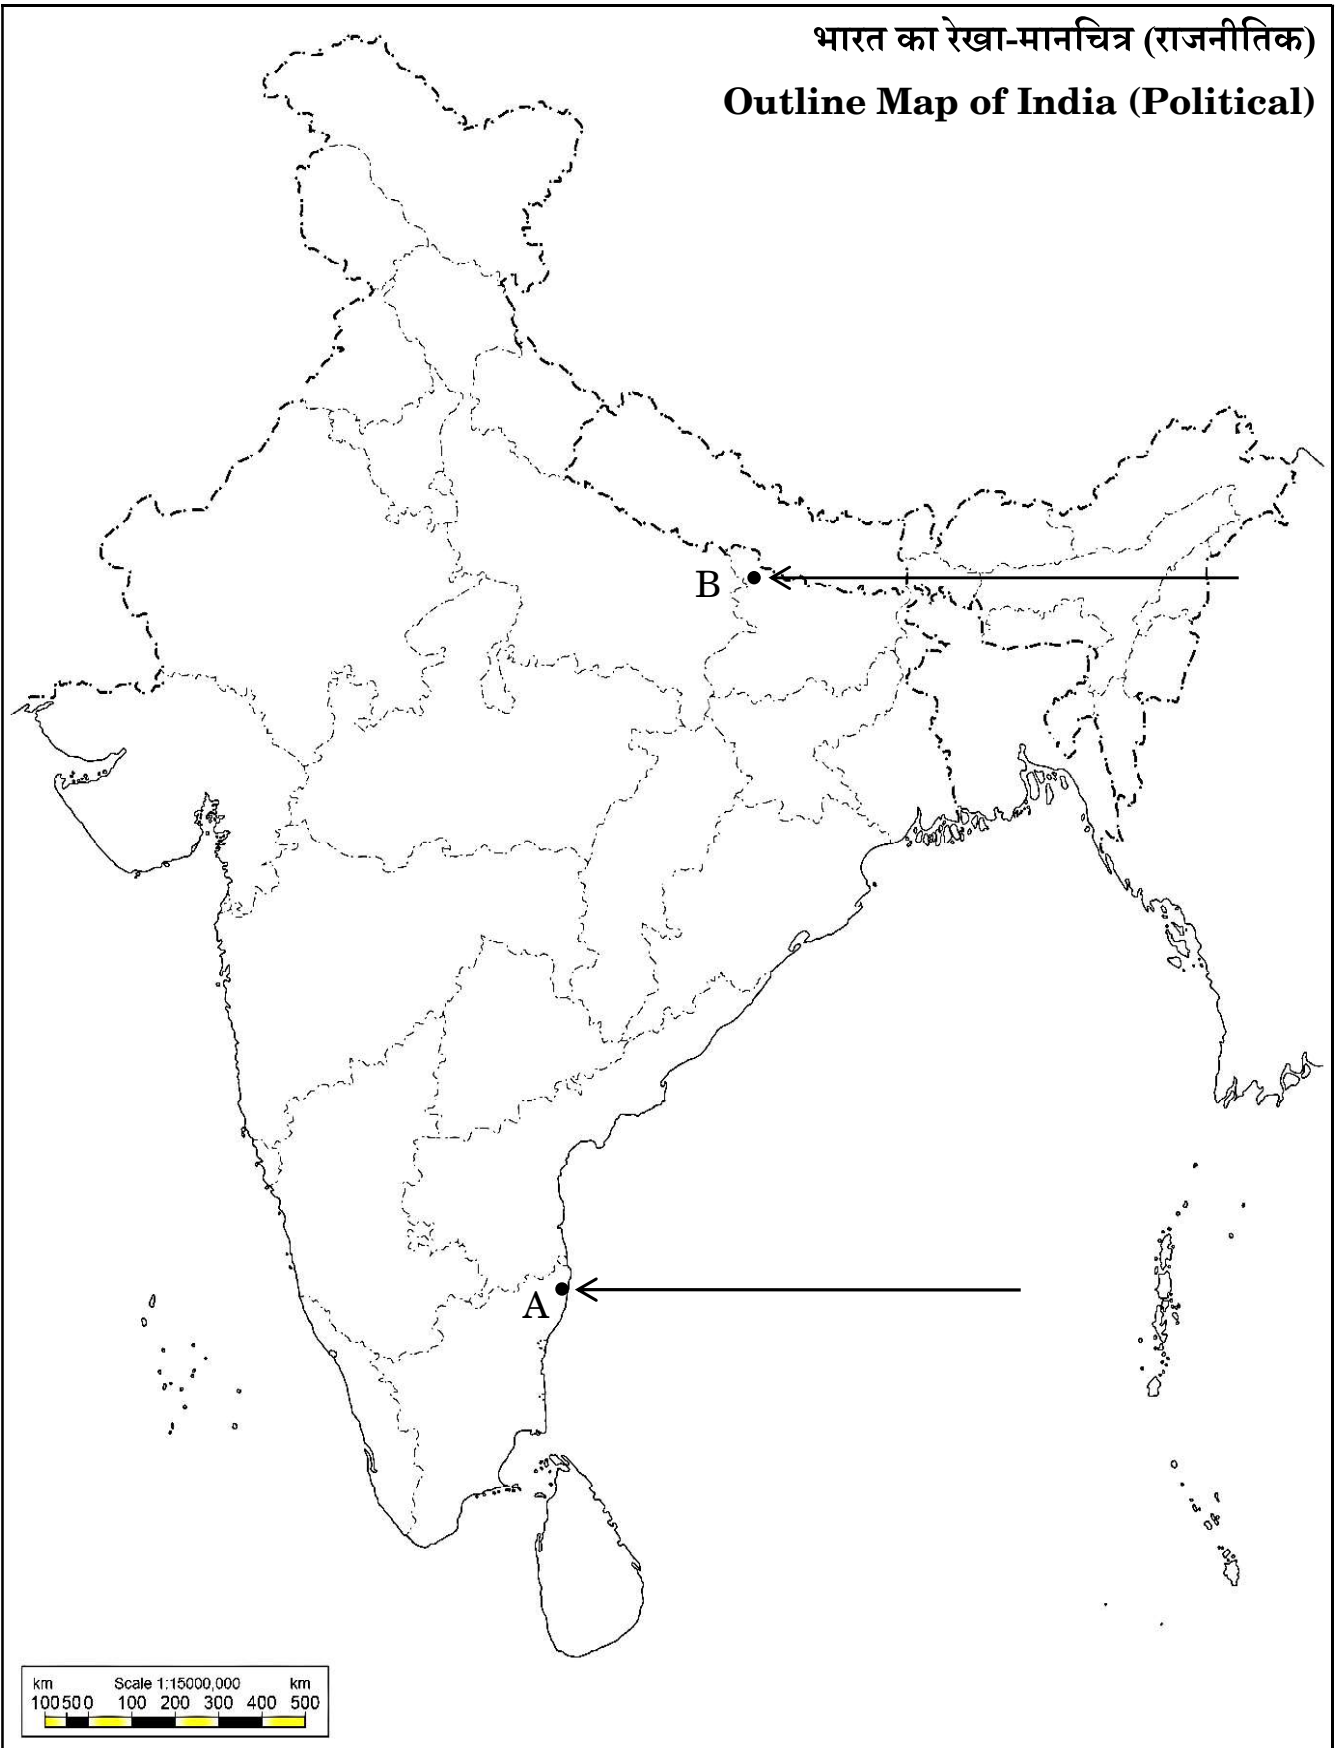 भारत का रेखा-मानचित्र (राजनीतिक)
Outline Map of India (Political)
B
A
km Scale 1:15000,000 km
100 50 0 100 200 300 400 500